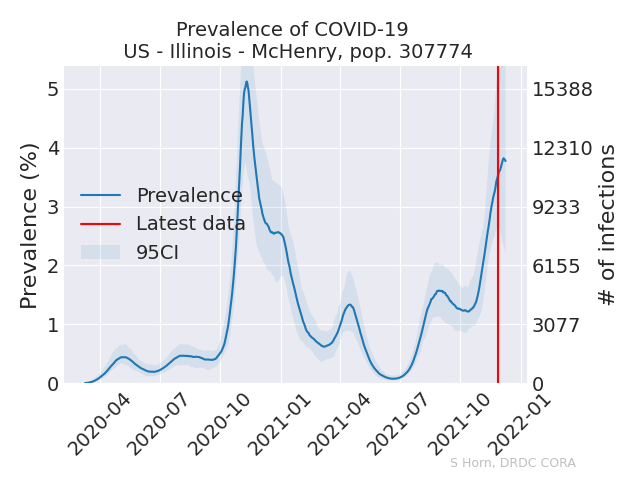 Prevalence of COVID-19
US - Illinois - McHenry, pop. 307774
Prevalence (%)
5
4
3
2
1
0
15388
12310
9233
6155
3077
0
# of infections
Prevalence
Latest data
95CI
2020-04
2020-07
2020-10
2021-01
2021-04
2021-07
2021-10
2022-01
S Horn, DRDC CORA